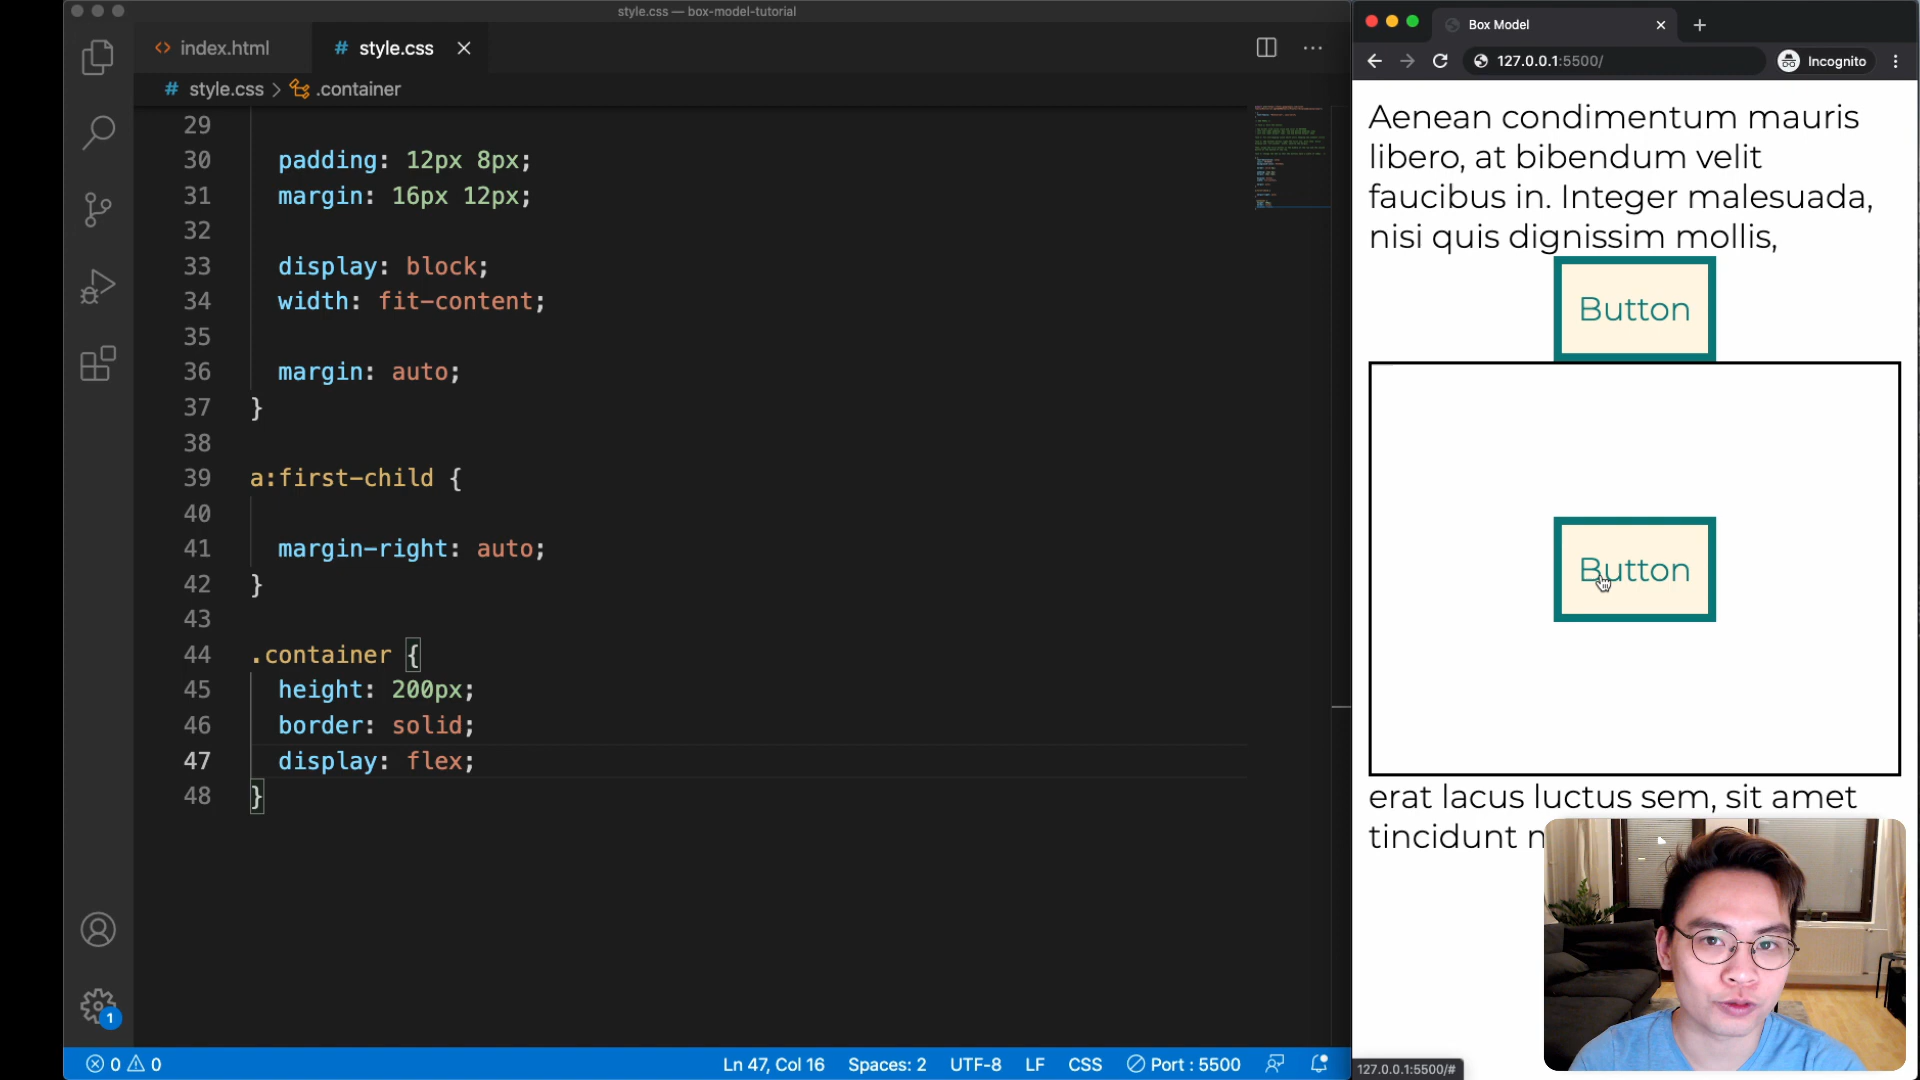 style.css — box-model-tutorial
index.html
# style.css
# style.css > .container
29
30 padding: 12px 8px;
31 margin: 16px 12px;
32
33 display: block;
34 width: fit-content;
35
36 margin: auto;
37 }
38
39 a:first-child {
40
41 margin-right: auto;
42 }
43
44 .container {
45 height: 200px;
46 border: solid;
47 display: flex;
48 }
1
0 0
Ln 47, Col 16
Spaces: 2
UTF-8
LF
CSS
Port : 5500
Box Model
127.0.0.1:5500/
Incognito
Aenean condimentum mauris
libero, at bibendum velit
faucibus in. Integer malesuada,
nisi quis dignissim mollis,
Button
Button
erat lacus luctus sem, sit amet
tincidunt
127.0.0.1:5500/#